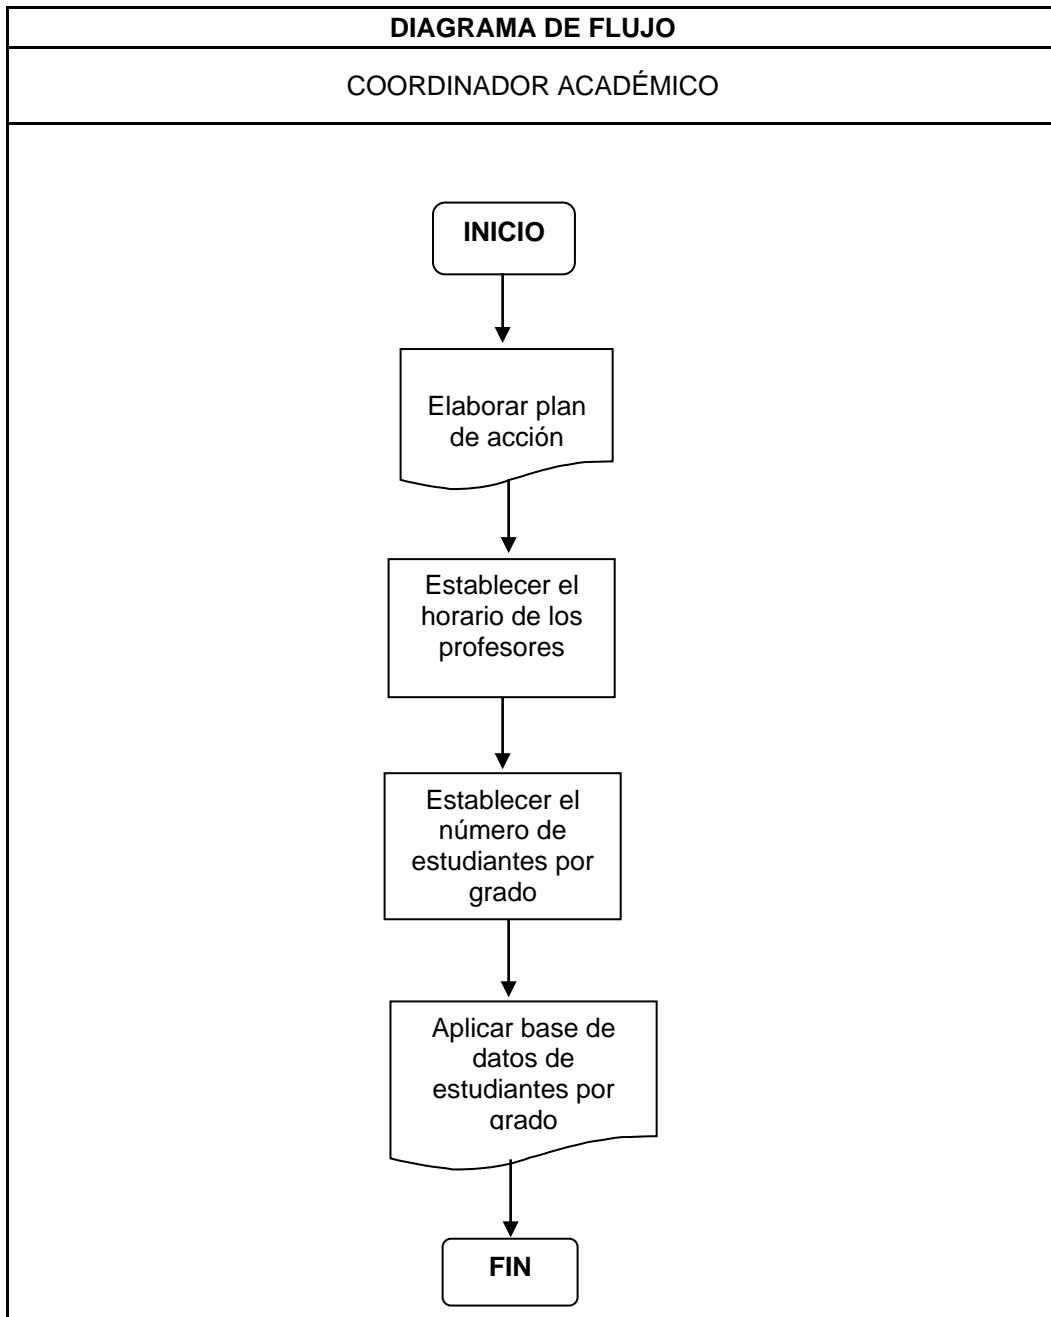 DIAGRAMA DE FLUJO
COORDINADOR ACADÉMICO
INICIO
Elaborar plan
de acción
Establecer el
horario de los
profesores
Establecer el
número de
estudiantes por
grado
Aplicar base de
datos de
estudiantes por
grado
FIN